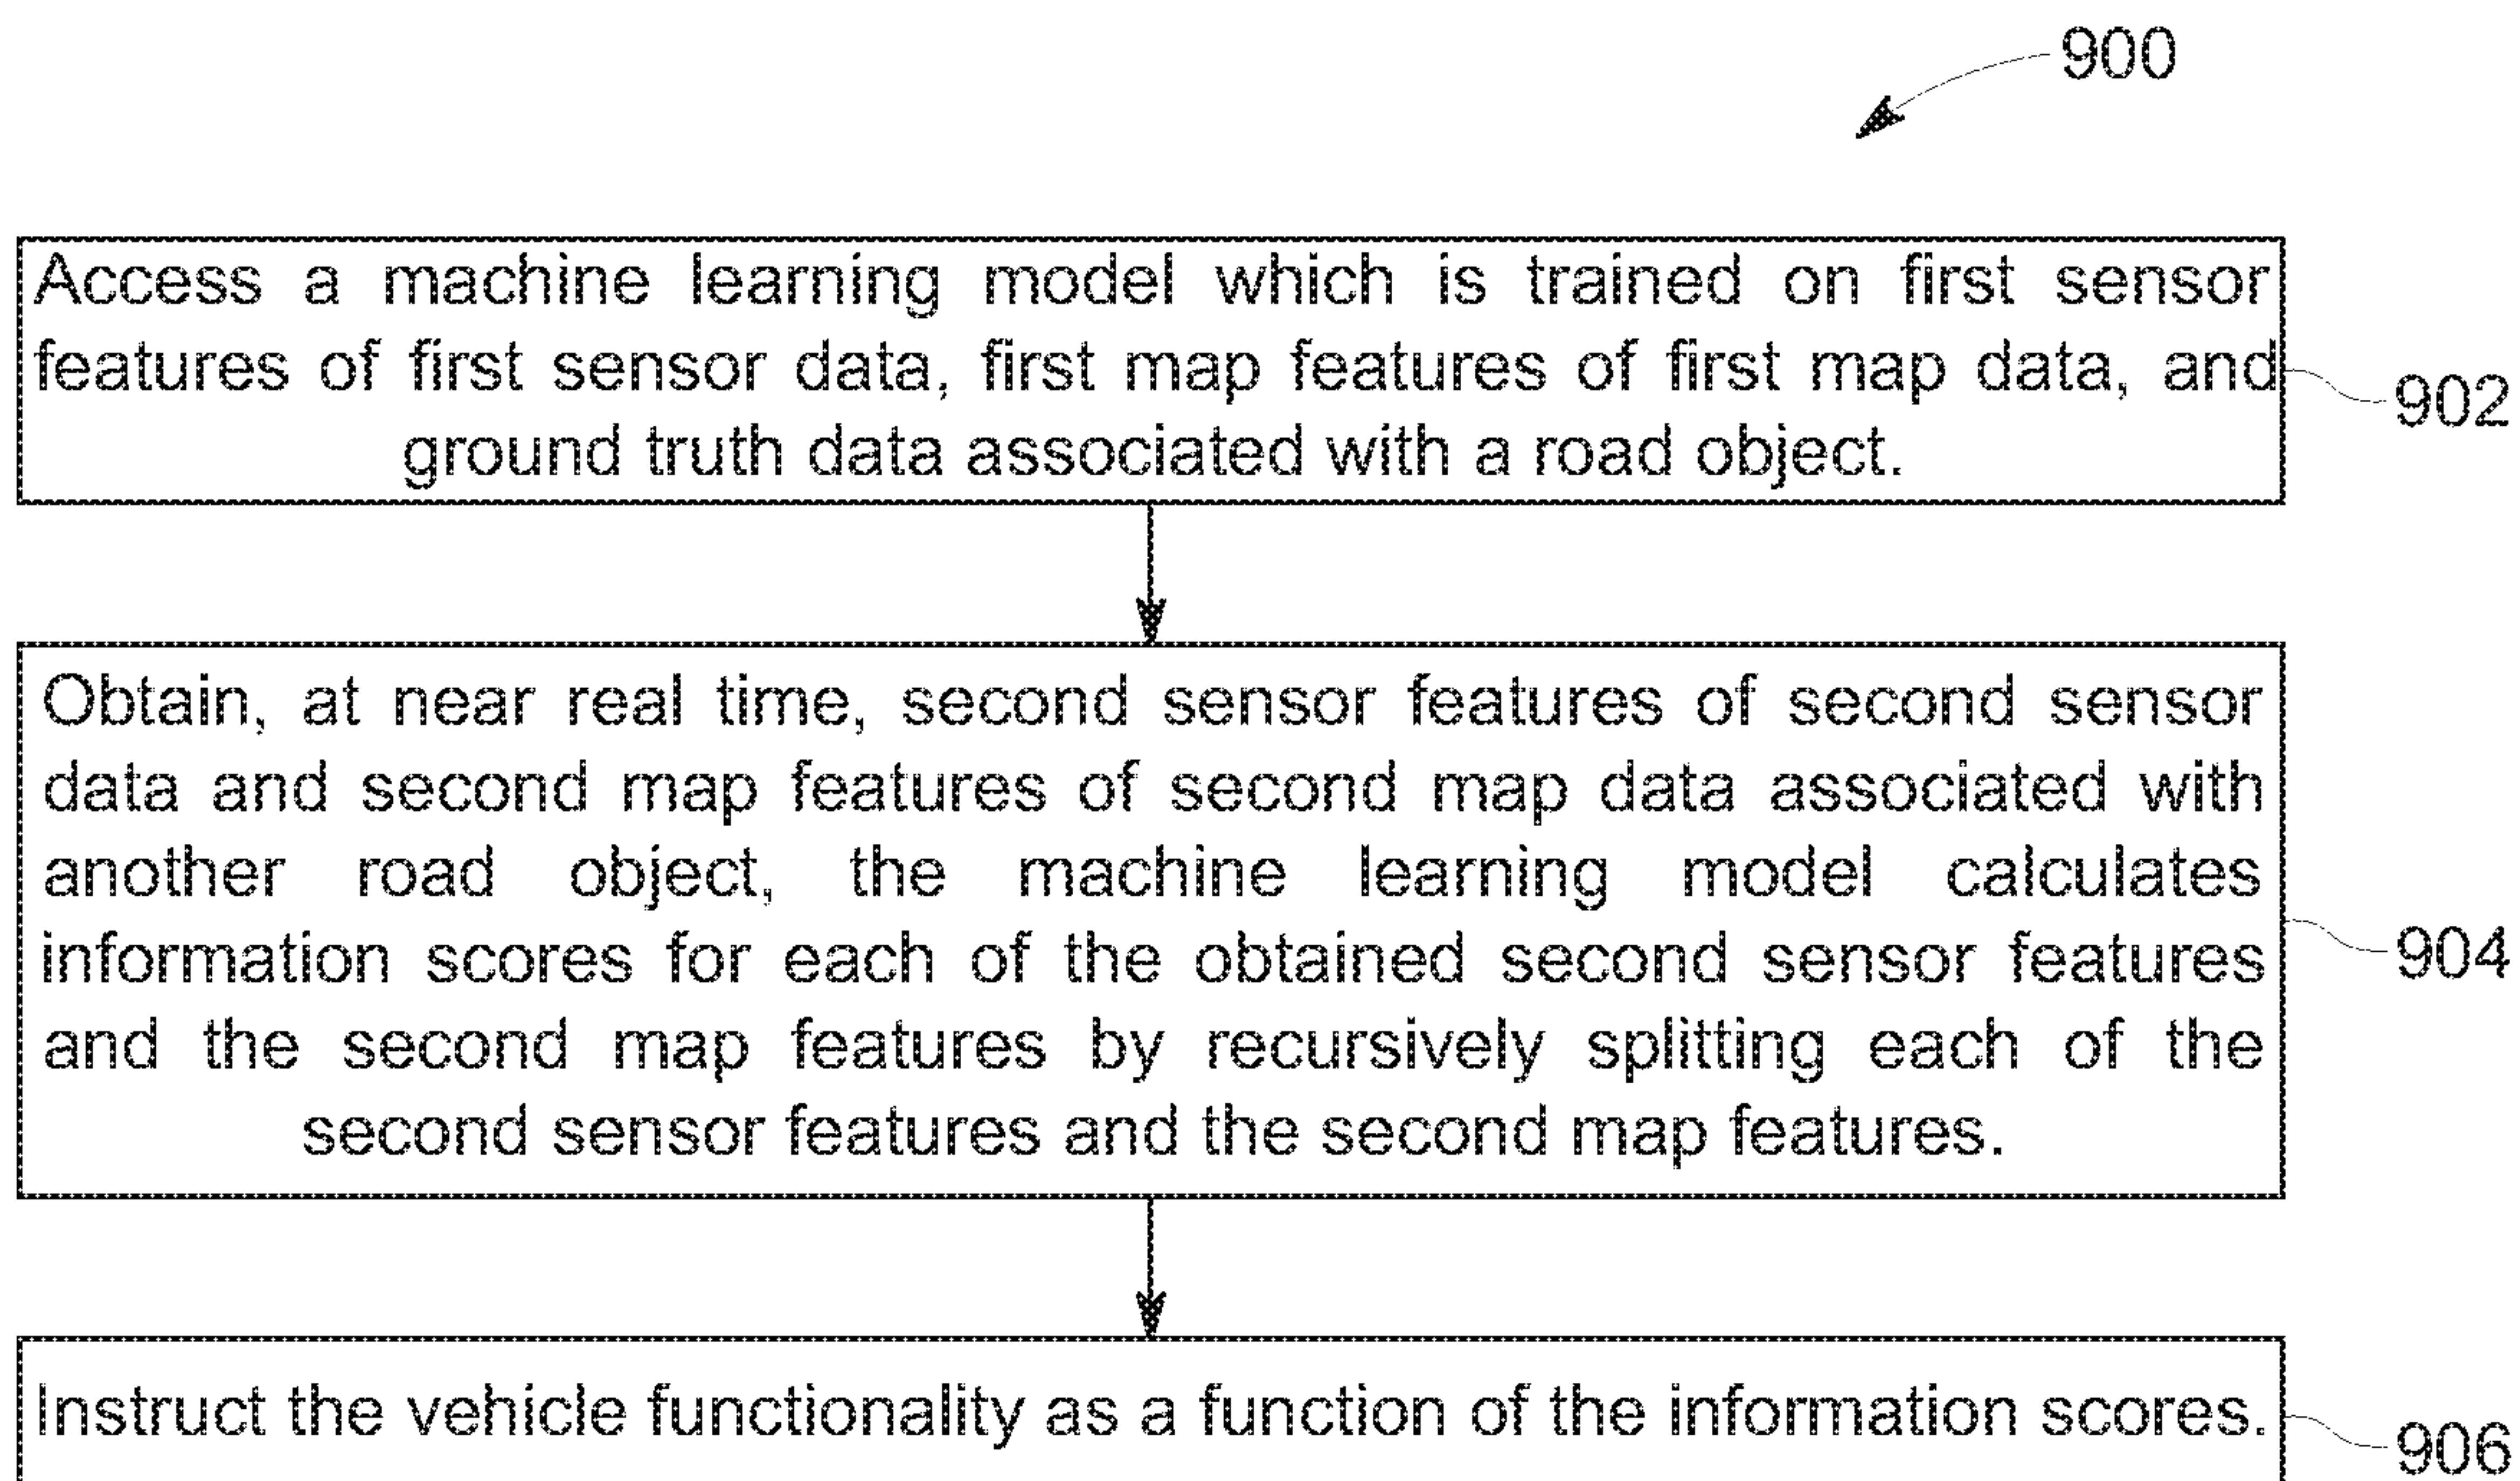 900
Access a machine learning model which is trained on first sensor
features of first sensor data, first map features of first map data, and
ground truth data associated with a road object.
902
Obtain, at near real time, second sensor features of second sensor
data and second map features of second map data associated with
another road object, the machine learning model calculates
information scores for each of the obtained second sensor features
and the second map features by recursively splitting each of the
second sensor features and the second map features.
904
Instruct the vehicle functionality as a function of the information scores.
906